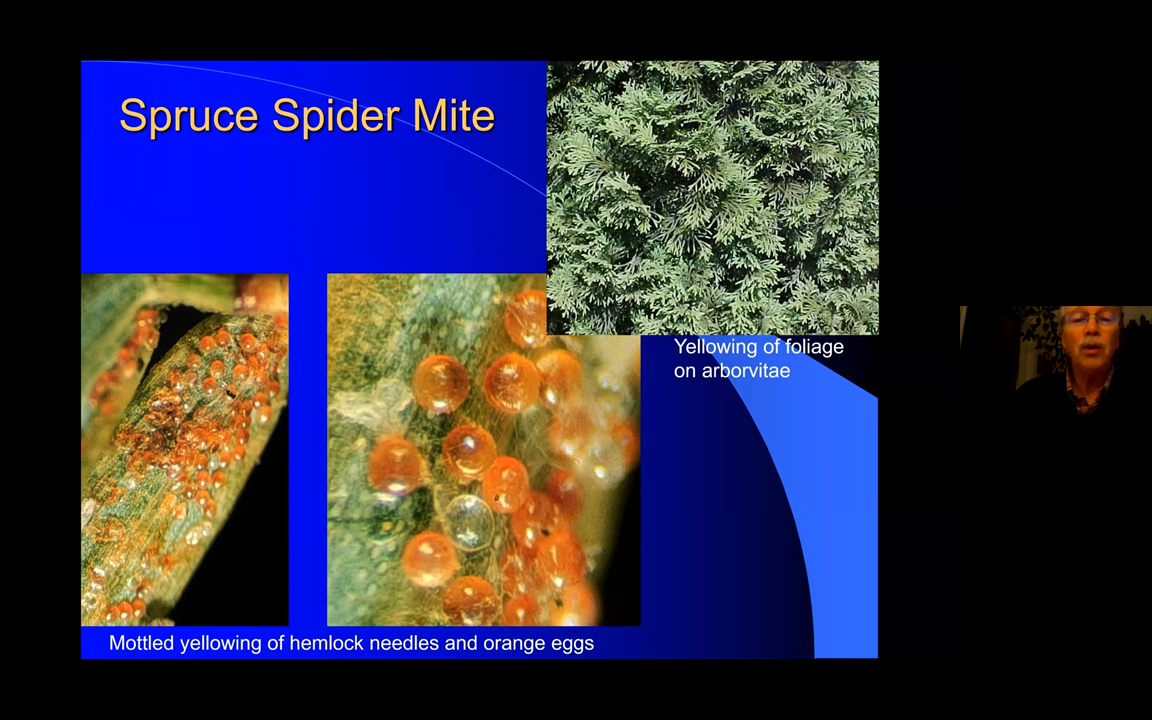 Spruce Spider Mite
Yellowing of foliage
on arborvitae
Mottled yellowing of hemlock needles and orange eggs